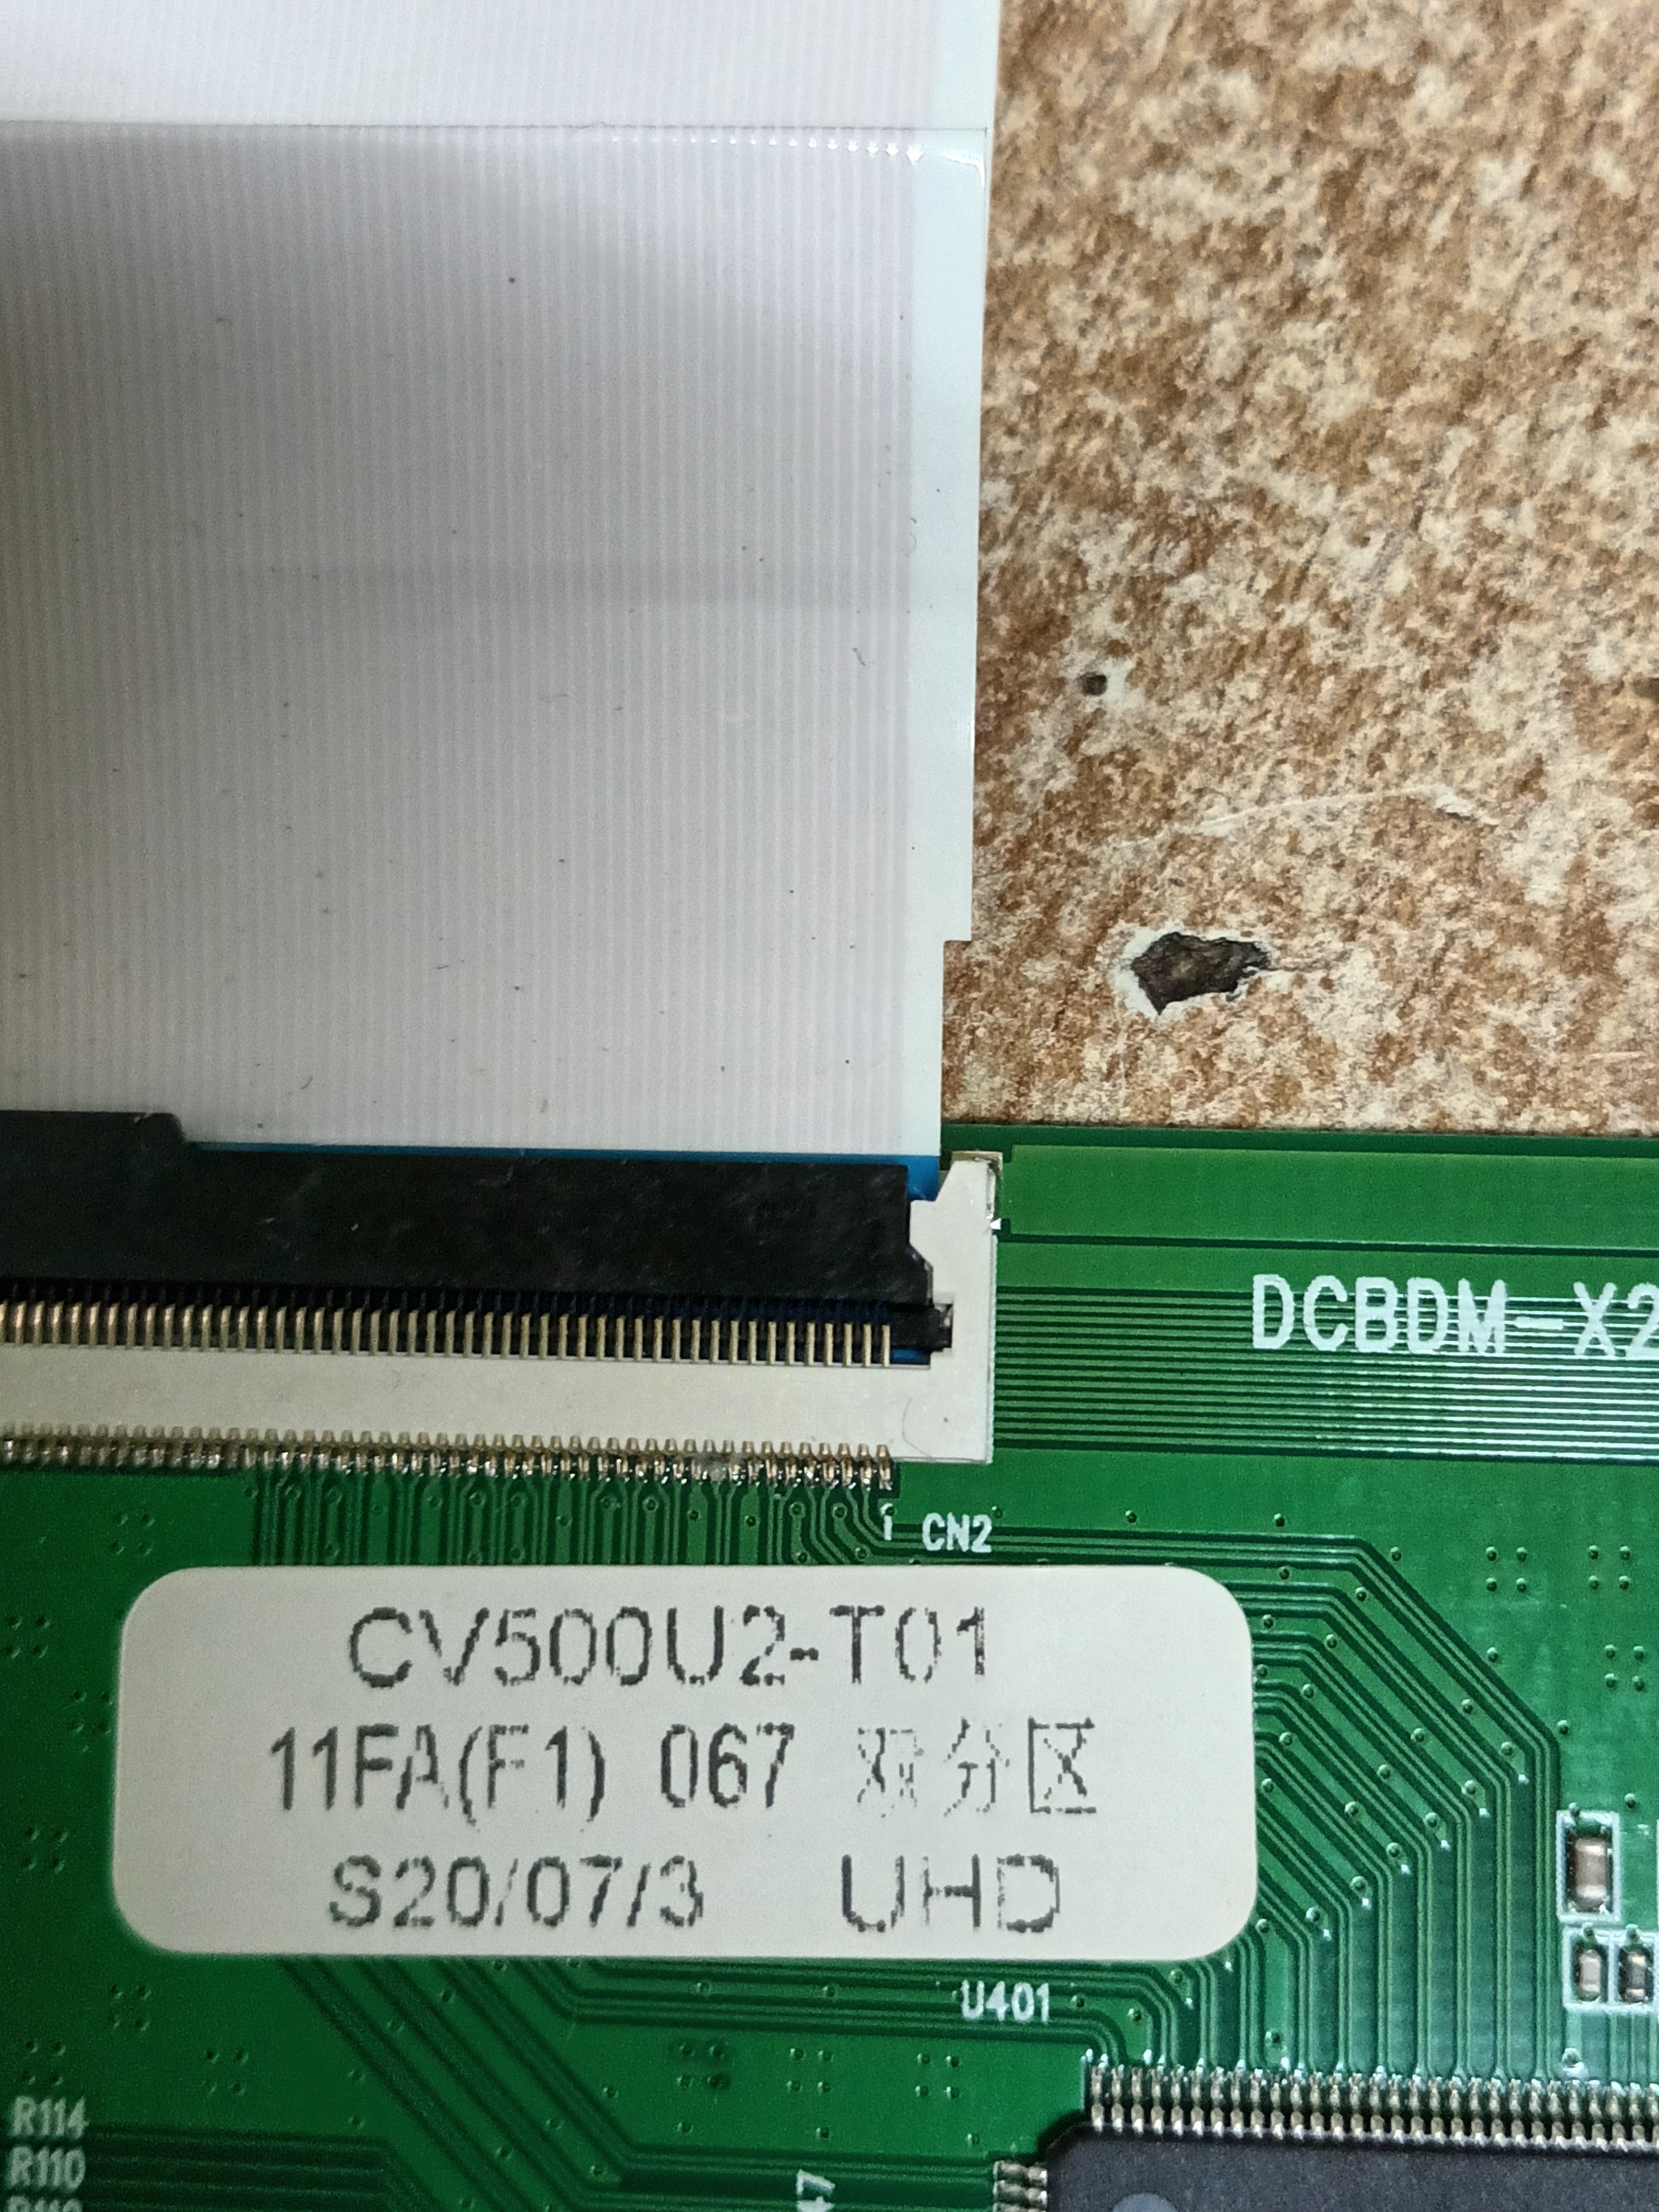 DCBDM-X2
1 CN2
CV500U2-T01
11FA(F1) 067 双分区
S20/07/3 UHD
U401
R114
R110